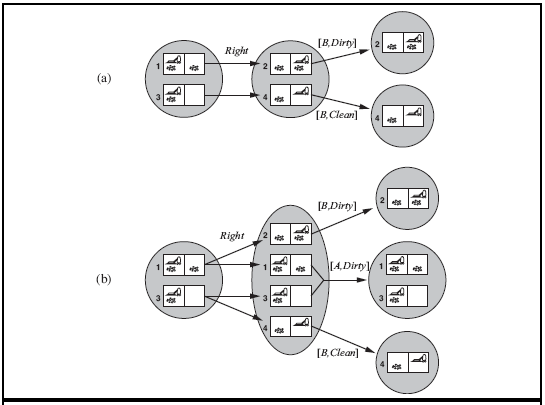 (a)
1
3
Right
2
4
[B,Dirty]
[B,Clean]
2
4
(b)
1
3
Right
2
1
3
4
[B,Dirty]
[A,Dirty]
[B,Clean]
2
1
3
4